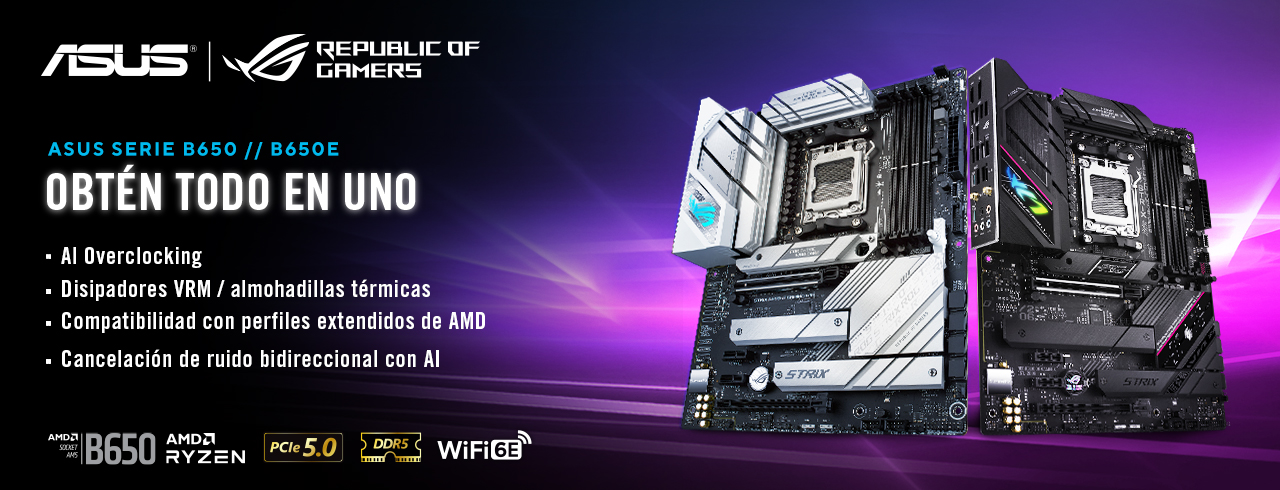 ASUS® | REPUBLIC OF
GAMERS
ASUS SERIE B650 // B650E
OBTÉN TODO EN UNO
▪ AI Overclocking
▪ Disipadores VRM / almohadillas térmicas
▪ Compatibilidad con perfiles extendidos de AMD
▪ Cancelación de ruido bidireccional con AI
AMD
SOCKET
AM5
B650
AMD
RYZEN
PCIe 5.0
DDR5
WiFi 6E
STRIX
STRIX